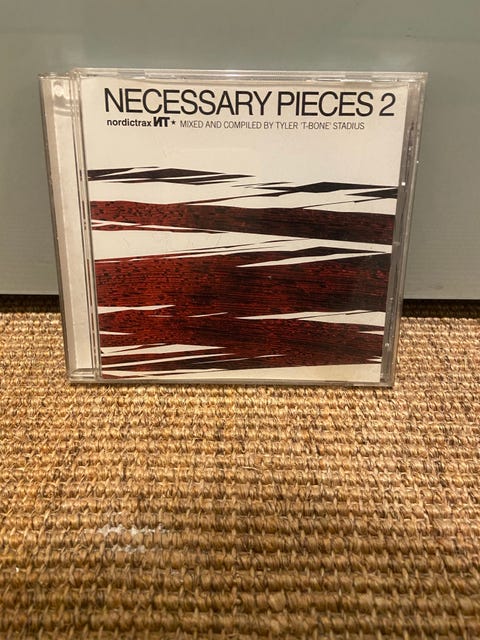 NECESSARY PIECES 2
nordictrax NT ★ MIXED AND COMPILED BY TYLER 'T-BONE' STADIUS